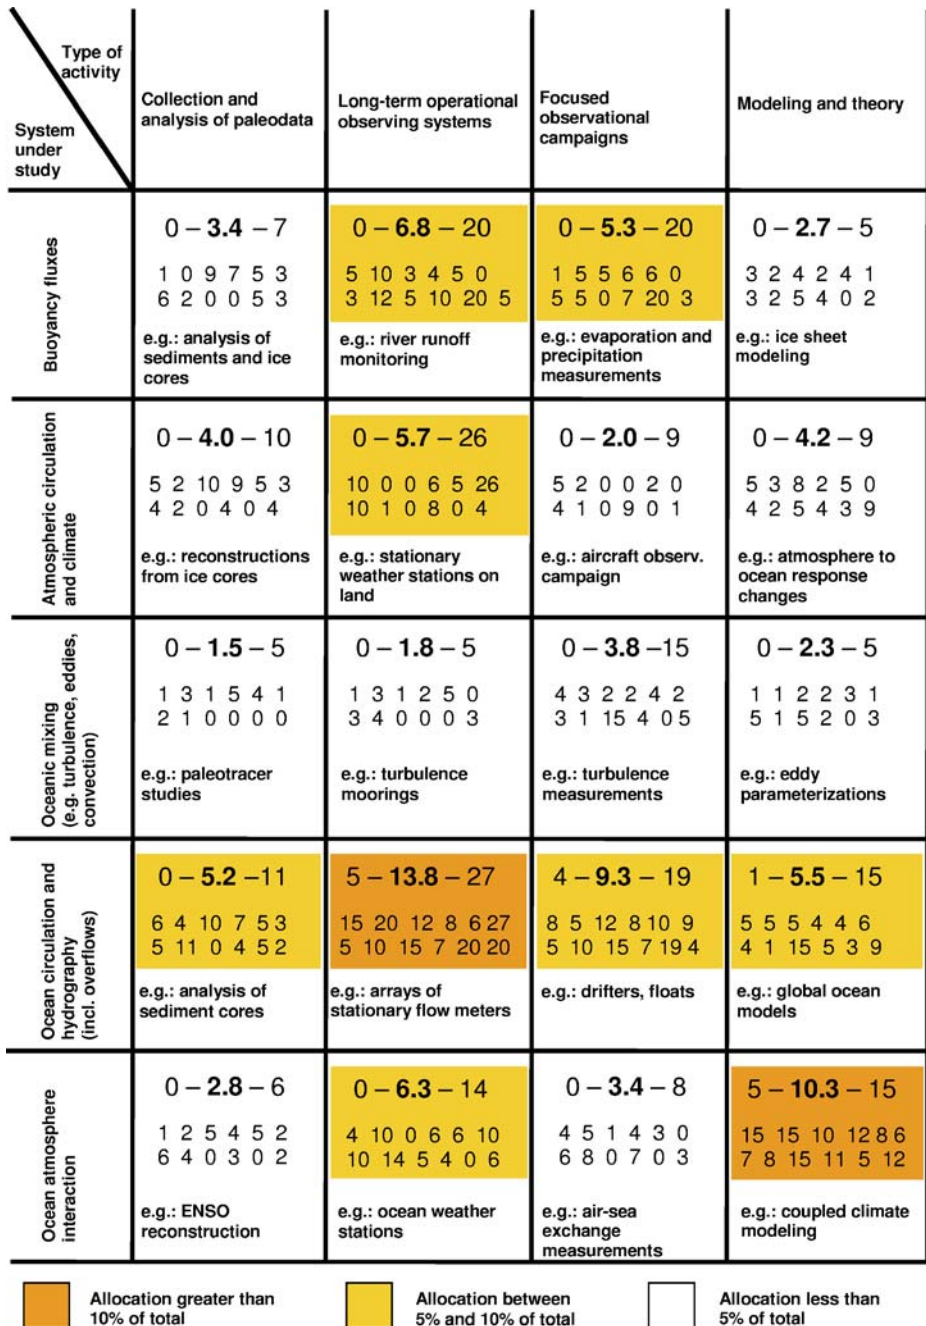 Type of
activity
System
under
study
Collection and
analysis of paleodata
Long-term operational
observing systems
Focused
observational
campaigns
Modeling and theory
Buoyancy fluxes
0 – 3.4 – 7
1 0 9 7 5 3
6 2 0 0 5 3
e.g.: analysis of
sediments and ice
cores
0 – 6.8 – 20
5 10 3 4 5 0
3 12 5 10 20 5
e.g.: river runoff
monitoring
0 – 5.3 – 20
1 5 5 6 6 0
5 5 0 7 20 3
e.g.: evaporation and
precipitation
measurements
0 – 2.7 – 5
3 2 4 2 4 1
3 2 5 4 0 2
e.g.: ice sheet
modeling
Atmospheric circulation
and climate
0 – 4.0 – 10
5 2 10 9 5 3
4 2 0 4 0 4
e.g.: reconstructions
from ice cores
0 – 5.7 – 26
10 0 0 6 5 26
10 1 0 8 0 4
e.g.: stationary
weather stations on
land
0 – 2.0 – 9
5 2 0 0 2 0
4 1 0 9 0 1
e.g.: aircraft observ.
campaign
0 – 4.2 – 9
5 3 8 2 5 0
4 2 5 4 3 9
e.g.: atmosphere to
ocean response
changes
Oceanic mixing
(e.g. turbulence, eddies,
convection)
0 – 1.5 – 5
1 3 1 5 4 1
2 1 0 0 0 0
e.g.: paleotracer
studies
0 – 1.8 – 5
1 3 1 2 5 0
3 4 0 0 0 3
e.g.: turbulence
moorings
0 – 3.8 –15
4 3 2 2 4 2
3 1 15 4 0 5
e.g.: turbulence
measurements
0 – 2.3 – 5
1 1 2 2 3 1
5 1 5 2 0 3
e.g.: eddy
parameterizations
Ocean circulation and
hydrography
(incl. overflows)
0 – 5.2 –11
6 4 10 7 5 3
5 11 0 4 5 2
e.g.: analysis of
sediment cores
5 – 13.8 – 27
15 20 12 8 6 27
5 10 15 7 20 20
e.g.: arrays of
stationary flow meters
4 – 9.3 – 19
8 5 12 8 10 9
5 10 15 7 19 4
e.g.: drifters, floats
1 – 5.5 – 15
5 5 5 4 4 6
4 1 15 5 3 9
e.g.: global ocean
models
Ocean atmosphere
interaction
0 – 2.8 – 6
1 2 5 4 5 2
6 4 0 3 0 2
e.g.: ENSO
reconstruction
0 – 6.3 – 14
4 10 0 6 6 10
10 14 5 4 0 6
e.g.: ocean weather
stations
0 – 3.4 – 8
4 5 1 4 3 0
6 8 0 7 0 3
e.g.: air-sea
exchange
measurements
5 – 10.3 – 15
15 15 10 12 8 6
7 8 15 11 5 12
e.g.: coupled climate
modeling
Allocation greater than
10% of total
Allocation between
5% and 10% of total
Allocation less than
5% of total